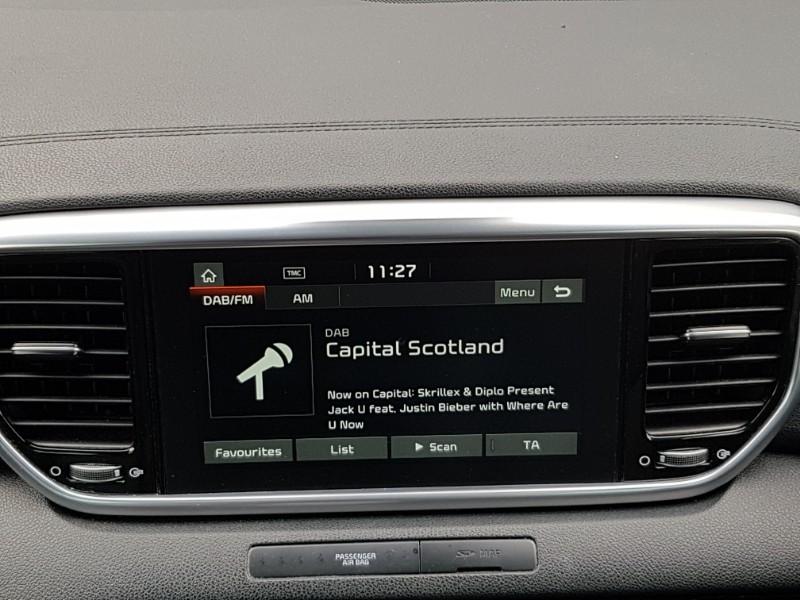 TMC
11:27
DAB/FM AM Menu
DAB
Capital Scotland
Now on Capital: Skrillex & Diplo Present
Jack U feat. Justin Bieber with Where Are
U Now
Favourites List Scan TA
PASSENGER
AIR BAG
MAP